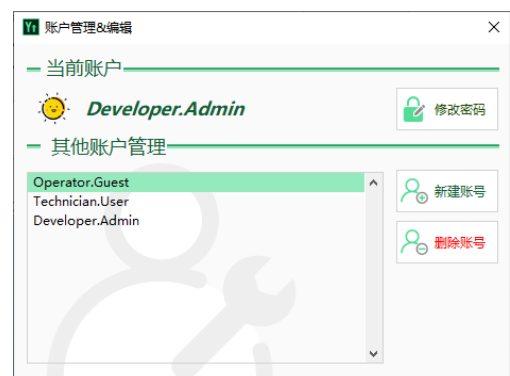 Yt 账户管理&编辑
当前账户
Developer.Admin
修改密码
其他账户管理
Operator.Guest
Technician.User
Developer.Admin
新建账号
删除账号